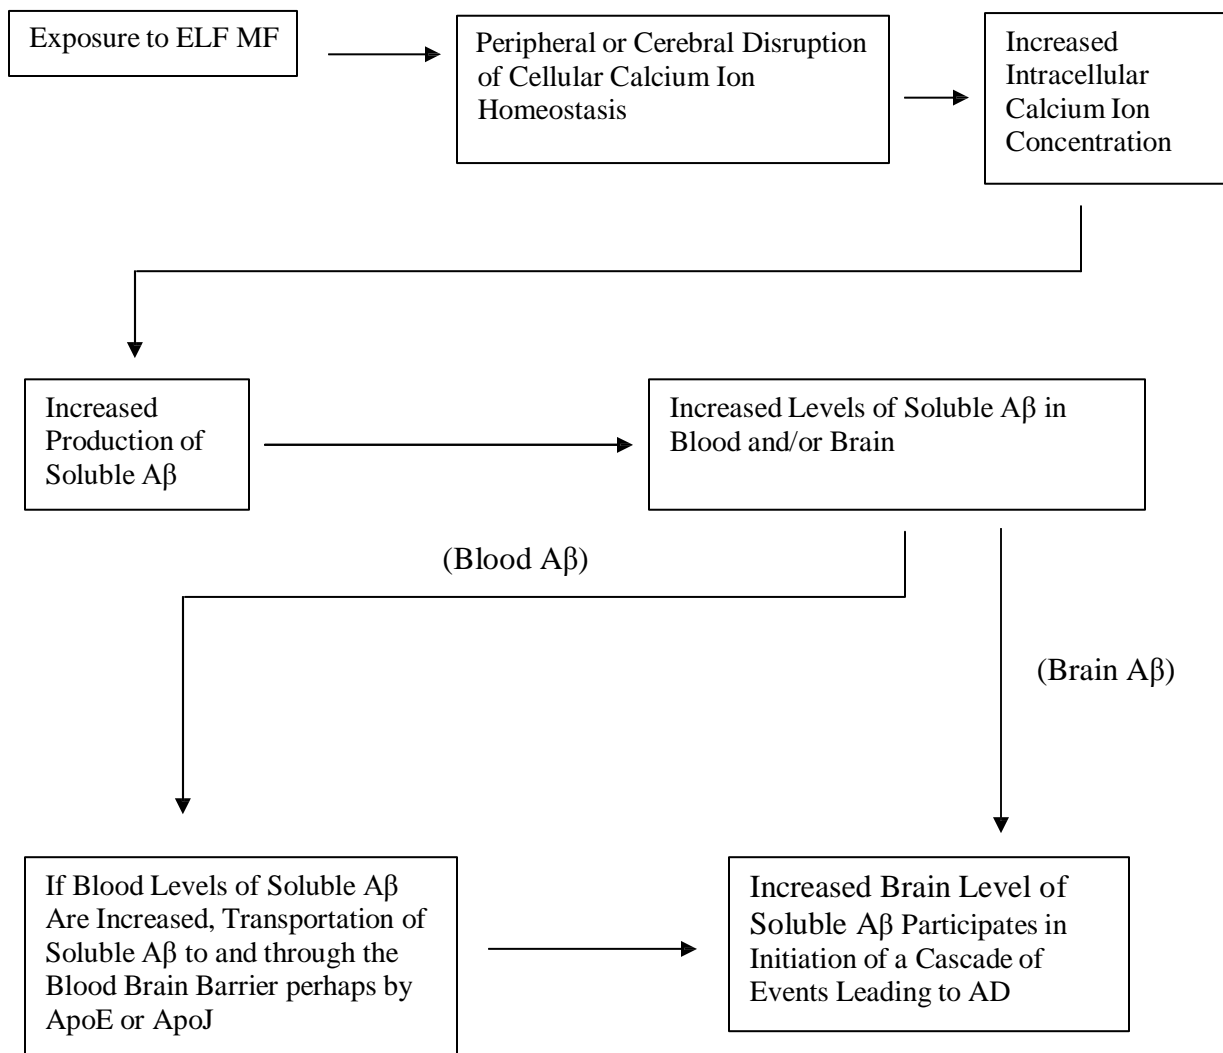 Exposure to ELF MF
Peripheral or Cerebral Disruption
of Cellular Calcium Ion
Homeostasis
Increased
Intracellular
Calcium Ion
Concentration
Increased
Production of
Soluble Aβ
Increased Levels of Soluble Aβ in
Blood and/or Brain
(Blood Aβ)
(Brain Aβ)
If Blood Levels of Soluble Aβ
Are Increased, Transportation of
Soluble Aβ to and through the
Blood Brain Barrier perhaps by
ApoE or ApoJ
Increased Brain Level of
Soluble Aβ Participates in
Initiation of a Cascade of
Events Leading to AD